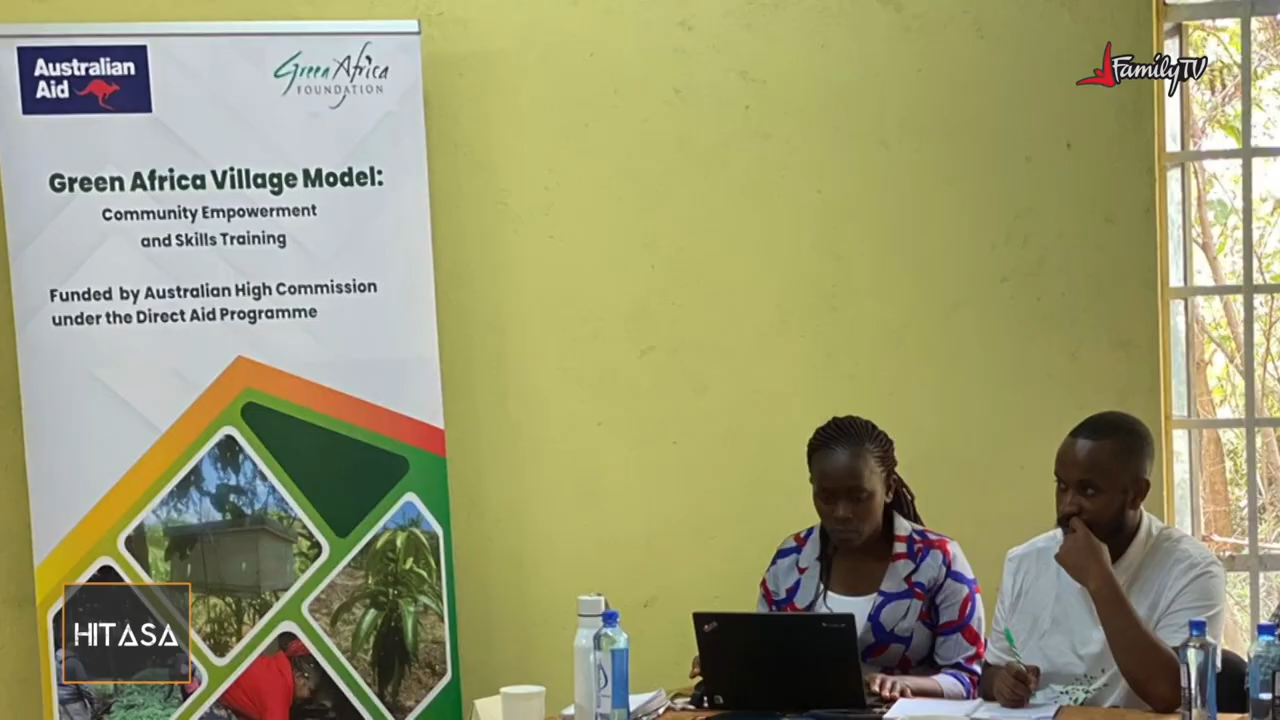 Australian
Aid
Green Africa
FOUNDATION
FamilyTV
Green Africa Village Model:
Community Empowerment
and Skills Training
Funded by Australian High Commission
under the Direct Aid Programme
HITASA